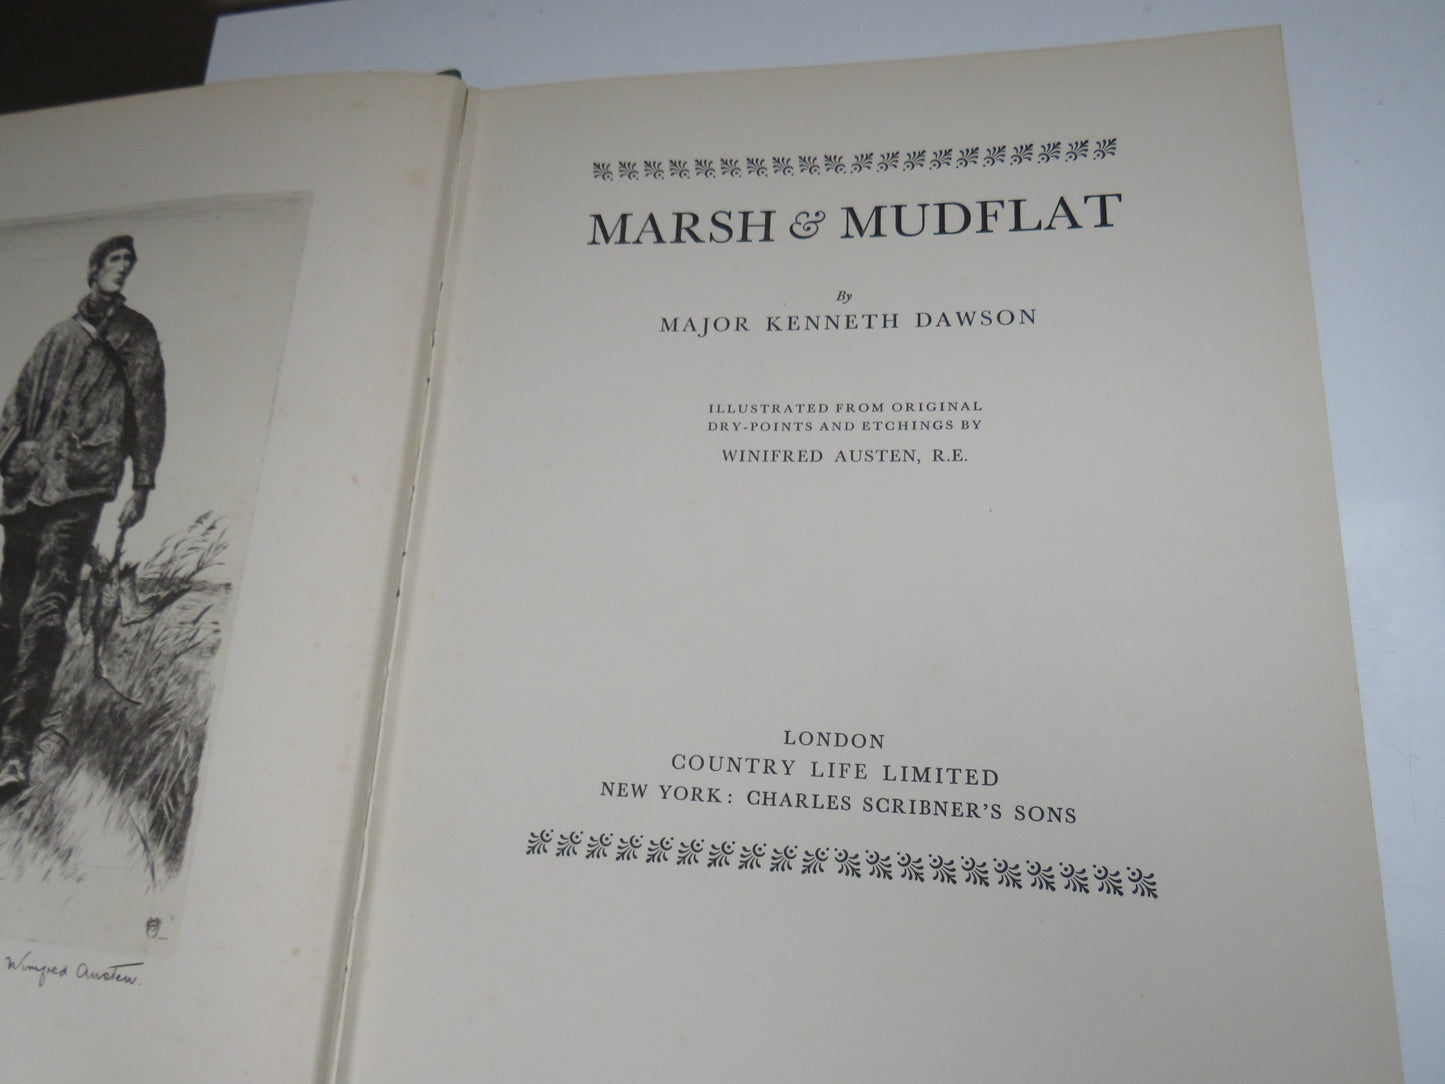 MARSH & MUDFLAT
By
MAJOR KENNETH DAWSON
ILLUSTRATED FROM ORIGINAL
DRY-POINTS AND ETCHINGS BY
WINIFRED AUSTEN, R.E.
LONDON
COUNTRY LIFE LIMITED
NEW YORK: CHARLES SCRIBNER'S SONS
Winifred Austen.